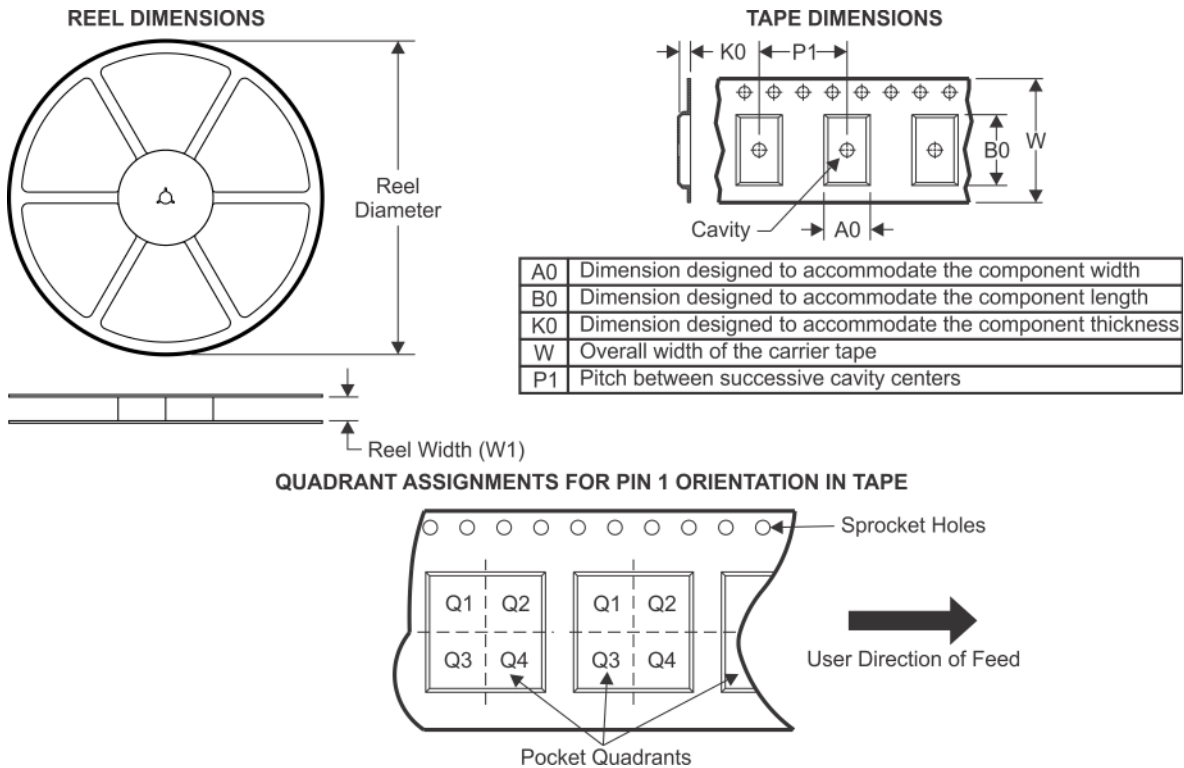 REEL DIMENSIONS
Reel
Diameter
Reel Width (W1)
TAPE DIMENSIONS
K0 P1
B0 W
Cavity A0
A0 Dimension designed to accommodate the component width
B0 Dimension designed to accommodate the component length
K0 Dimension designed to accommodate the component thickness
W Overall width of the carrier tape
P1 Pitch between successive cavity centers
QUADRANT ASSIGNMENTS FOR PIN 1 ORIENTATION IN TAPE
Sprocket Holes
Q1 Q2 Q1 Q2
Q3 Q4 Q3 Q4
User Direction of Feed
Pocket Quadrants